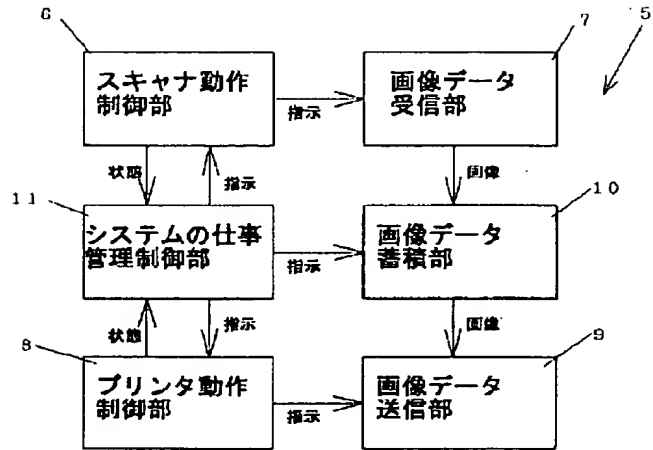 6
7
5
スキャナ動作
制御部
指示
画像データ
受信部
状態
指示
画像
11
10
システムの仕事
管理制御部
指示
画像データ
蓄積部
状態
指示
画像
8
9
プリンタ動作
制御部
指示
画像データ
送信部